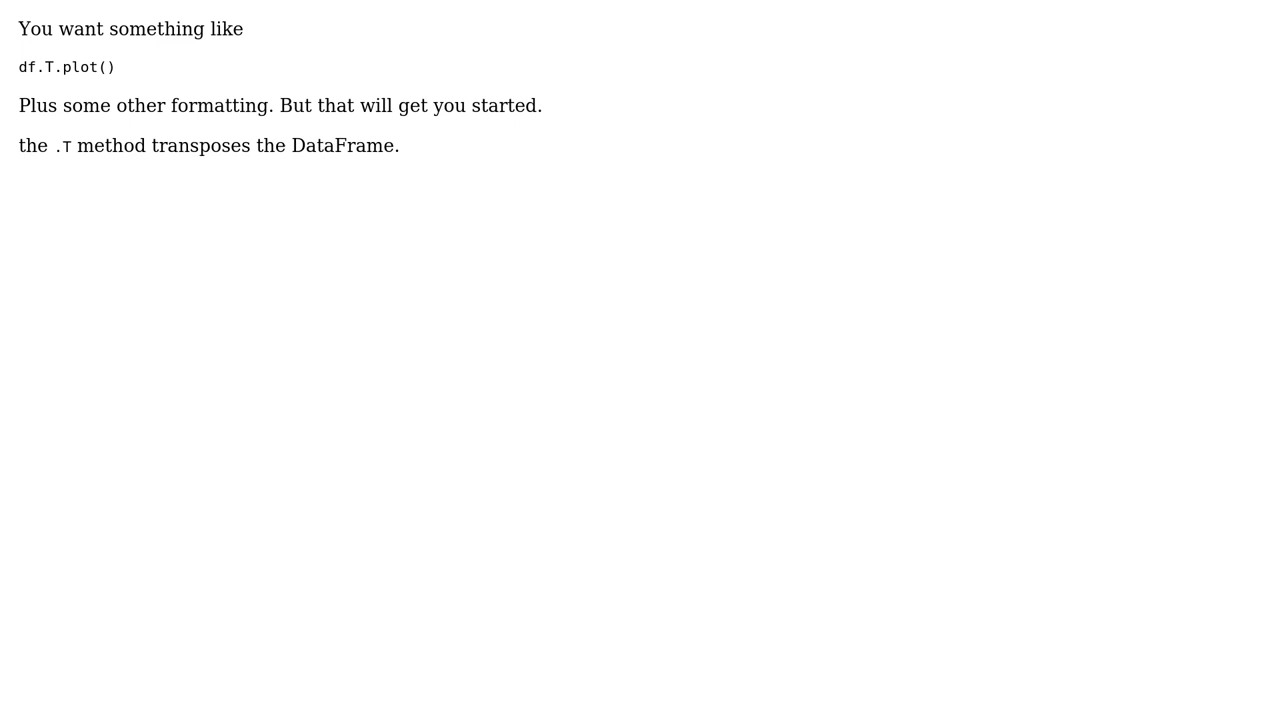 You want something like
df.T.plot()
Plus some other formatting. But that will get you started.
the .T method transposes the DataFrame.